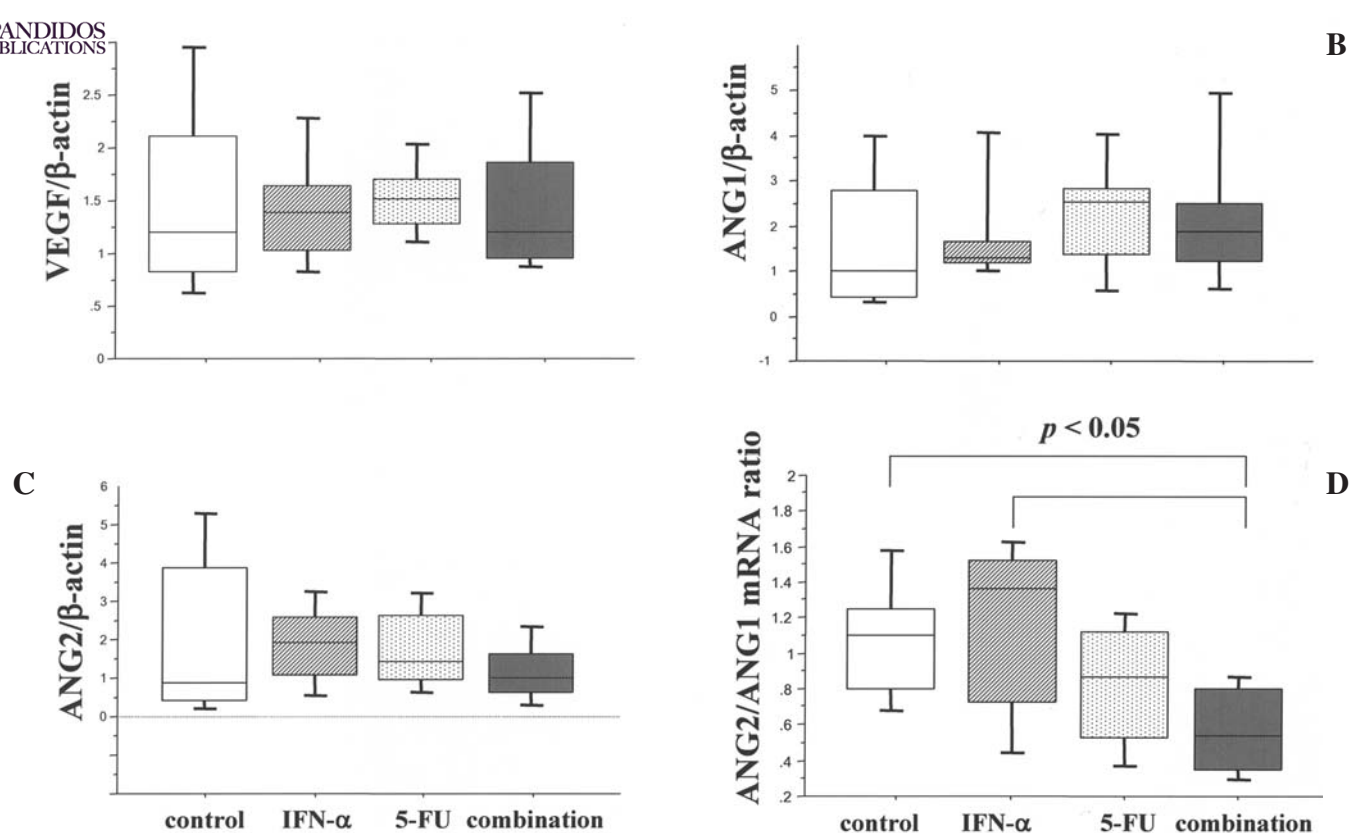 PANDIDOS
BLICATIONS
B
VEGF/β-actin
2.5
2
1.5
1
.5
0
ANG1/β-actin
5
4
3
2
1
0
-1
C
ANG2/β-actin
6
5
4
3
2
1
0
control IFN-α 5-FU combination
D
p < 0.05
ANG2/ANG1 mRNA ratio
2
1.8
1.6
1.4
1.2
1
.8
.6
.4
.2
control IFN-α 5-FU combination